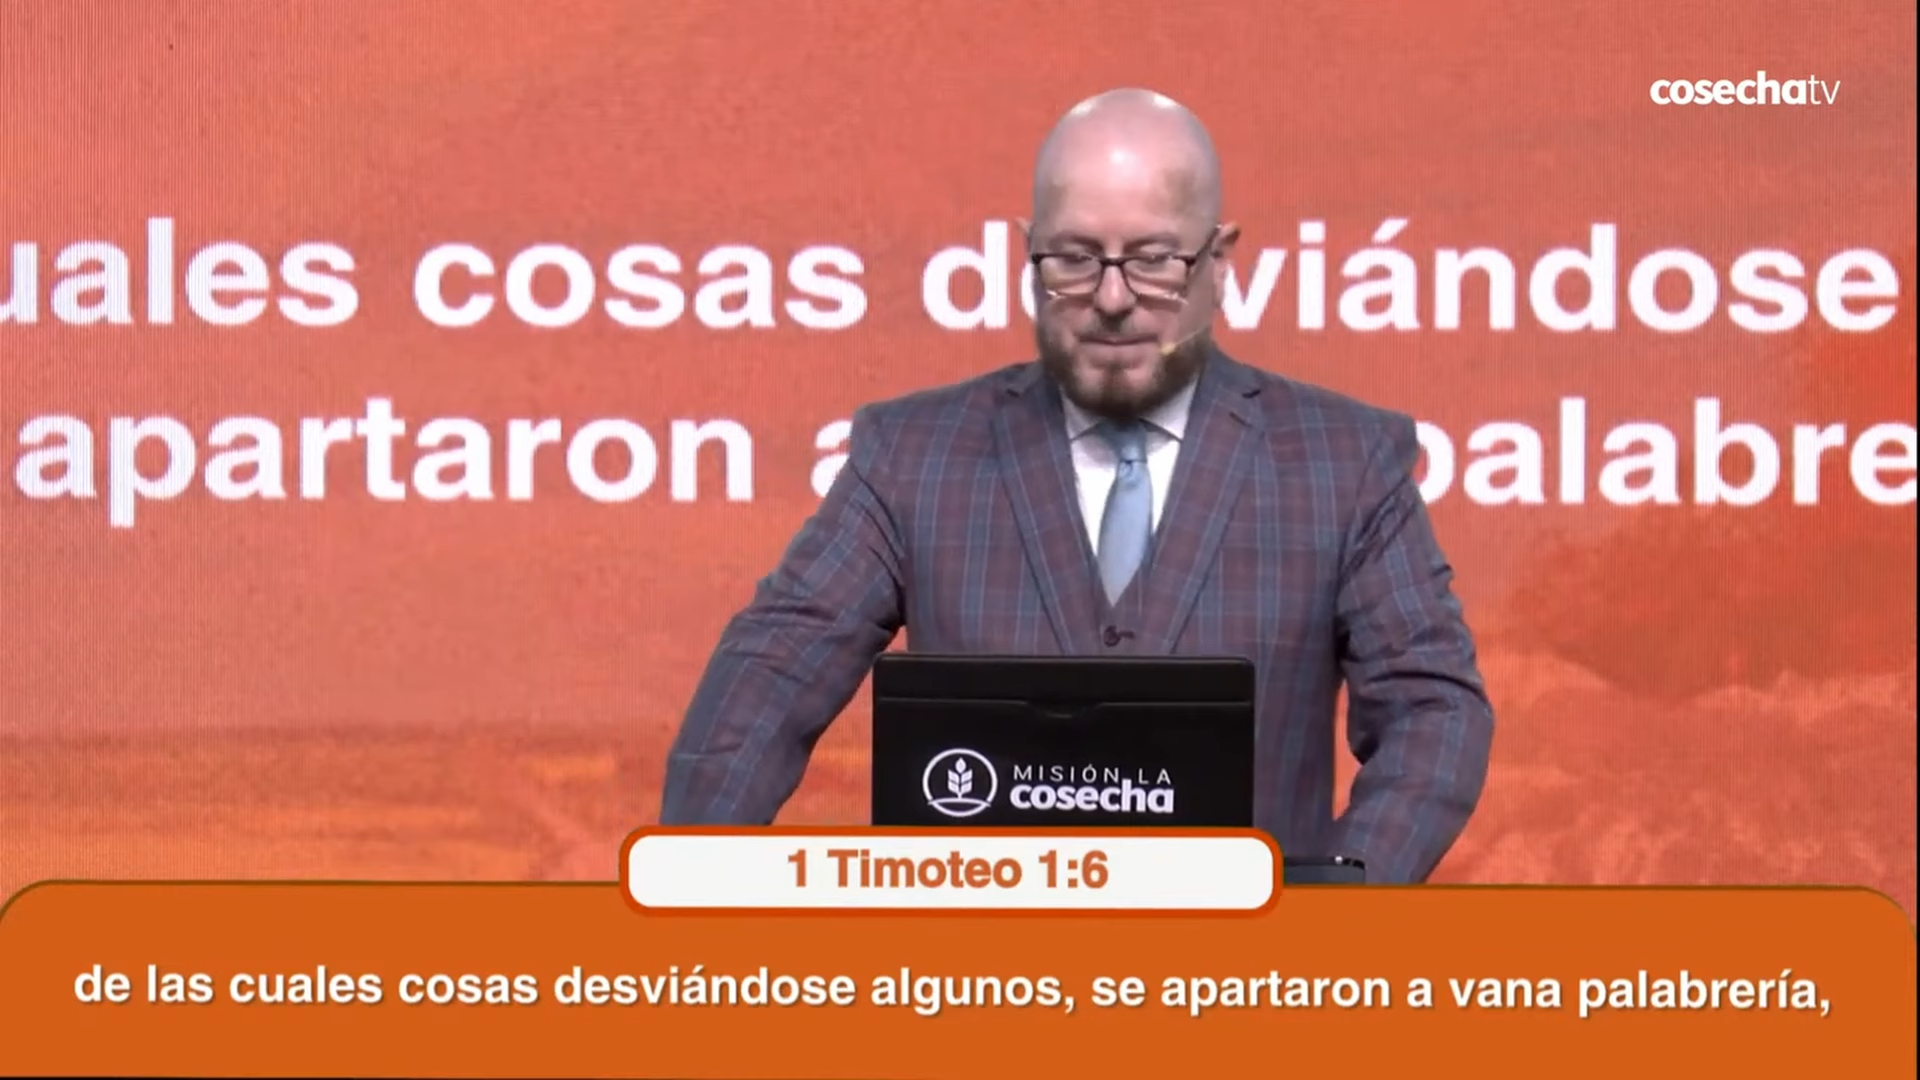 cosechatv
uales cosas d viándose
apartaron a palabre
MISIÓN LA
cosecha
1 Timoteo 1:6
de las cuales cosas desviándose algunos, se apartaron a vana palabrería,